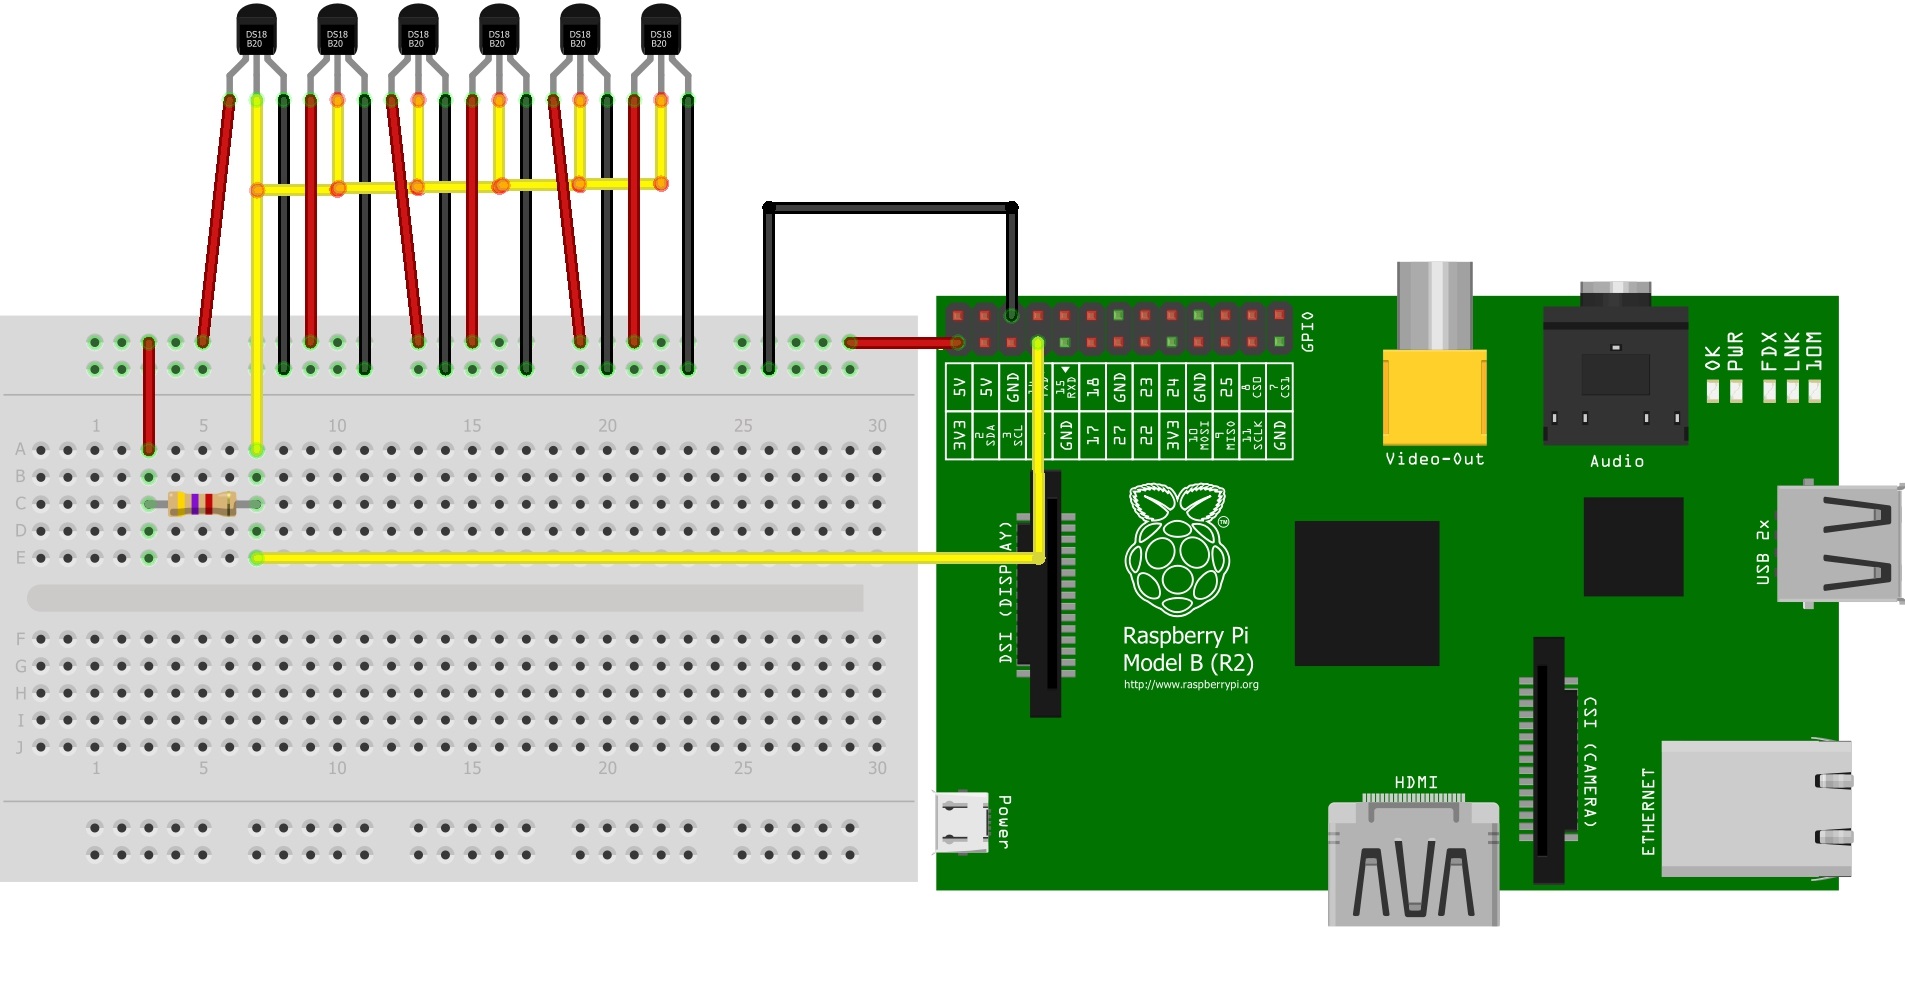 DS18 DS18 DS18 DS18 DS18 DS18
B20 B20 B20 B20 B20 B20
GPIO
5V 5V GND TXD 15 RXD 18 GND 23 24 GND 25 8 CS0 7 CS1
3V3 2 SDA 3 SCL GND 17 27 22 3V3 10 MOSI 9 MISO 11 SCLK GND
OK PWR FDX LNK 10M
1 5 10 15 20 25 30
A
B
C
D
E
Video-Out
Audio
USB 2x
DSI (DISPLAY)
TM
Raspberry Pi
Model B (R2)
http://www.raspberrypi.org
F
G
H
I
J
1 5 10 15 20 25 30
Power
HDMI
CSI (CAMERA)
ETHERNET